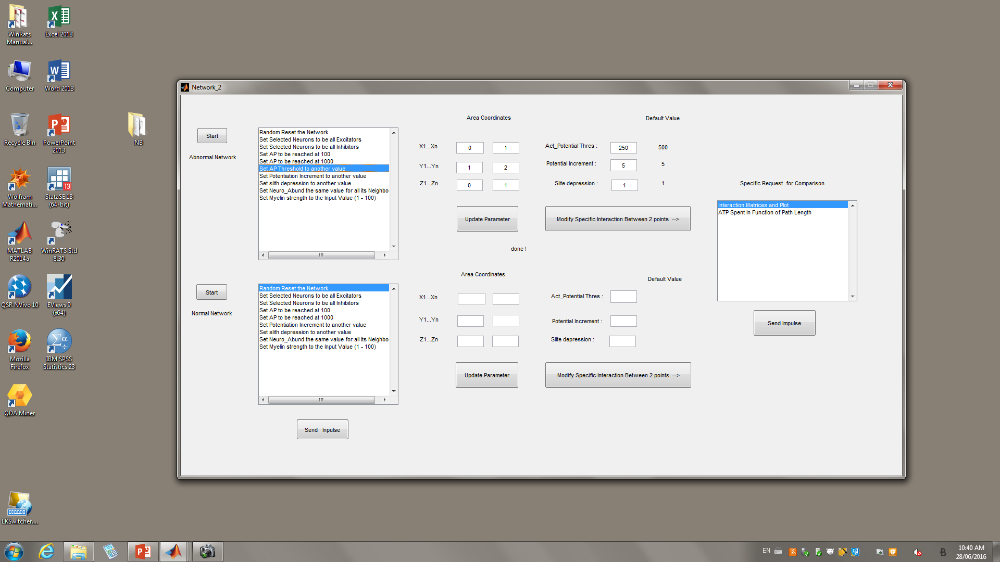 WinRats
Manual...
Excel 2013
Computer
Word 2013
Recycle Bin
PowerPoint
2013
NB
Wolfram
Mathemati...
StataSE 13
(64-bit)
MATLAB
R2014a
WinRATS Std
8.30
QSR NVivo 10
EViews 9
(x64)
Mozilla
Firefox
IBM SPSS
Statistics 23
QDA Miner
LKSwitcher....
Network_2
Start
Abnormal Network
Random Reset the Network
Set Selected Neurons to be all Excitators
Set Selected Neurons to be all Inhibitors
Set AP to be reached at 100
Set AP to be reached at 1000
Set AP Threshold to another value
Set Potentiation Increment to another value
Set slith depression to another value
Set Neuro_Abund the same value for all its Neighbo
Set Myelin strength to the Input Value (1 - 100)
Area Coordinates
Default Value
X1...Xn 0 1
Act_Potential Thres : 250 500
Y1...Yn 1 2
Potential Increment : 5 5
Z1...Zn 0 1
Slite depression : 1 1
Update Parameter
Modify Specific Interaction Between 2 points -->
done !
Specific Request for Comparison
Interaction Matrices and Plot
ATP Spent in Function of Path Length
Send Impulse
Start
Normal Network
Random Reset the Network
Set Selected Neurons to be all Excitators
Set Selected Neurons to be all Inhibitors
Set AP to be reached at 100
Set AP to be reached at 1000
Set Potentiation Increment to another value
Set slith depression to another value
Set Neuro_Abund the same value for all its Neighbo
Set Myelin strength to the Input Value (1 - 100)
Area Coordinates
Default Value
X1...Xn
Act_Potential Thres :
Y1...Yn
Potential Increment :
Z1...Zn
Slite depression :
Update Parameter
Modify Specific Interaction Between 2 points -->
Send Inpulse
EN
10:40 AM
28/06/2016